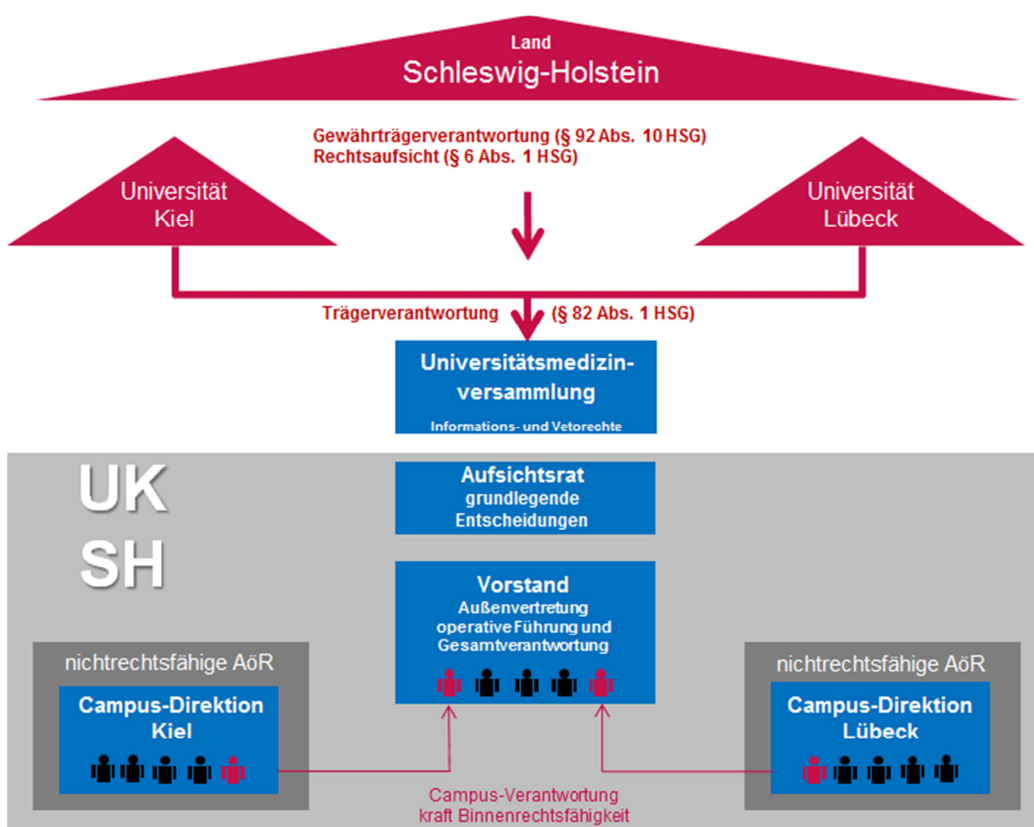 Land
Schleswig-Holstein
Gewährträgerverantwortung (§ 92 Abs. 10 HSG)
Rechtsaufsicht (§ 6 Abs. 1 HSG)
Universität
Kiel
Universität
Lübeck
Trägerverantwortung (§ 82 Abs. 1 HSG)
Universitätsmedizin-
versammlung
Informations- und Vetorechte
UK
SH
Aufsichtsrat
grundlegende
Entscheidungen
Vorstand
Außenvertretung
operative Führung und
Gesamtverantwortung
nichtrechtsfähige AöR
Campus-Direktion
Kiel
nichtrechtsfähige AöR
Campus-Direktion
Lübeck
Campus-Verantwortung
kraft Binnenrechtsfähigkeit